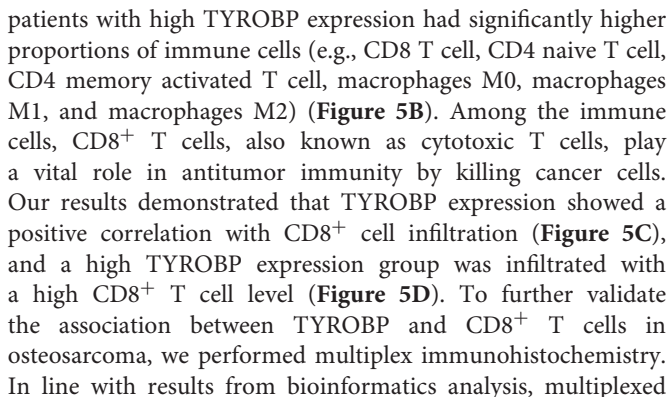 patients with high TYROBP expression had significantly higher
proportions of immune cells (e.g., CD8 T cell, CD4 naive T cell,
CD4 memory activated T cell, macrophages M0, macrophages
M1, and macrophages M2) (Figure 5B). Among the immune
cells, CD8⁺ T cells, also known as cytotoxic T cells, play
a vital role in antitumor immunity by killing cancer cells.
Our results demonstrated that TYROBP expression showed a
positive correlation with CD8⁺ cell infiltration (Figure 5C),
and a high TYROBP expression group was infiltrated with
a high CD8⁺ T cell level (Figure 5D). To further validate
the association between TYROBP and CD8⁺ T cells in
osteosarcoma, we performed multiplex immunohistochemistry.
In line with results from bioinformatics analysis, multiplexed